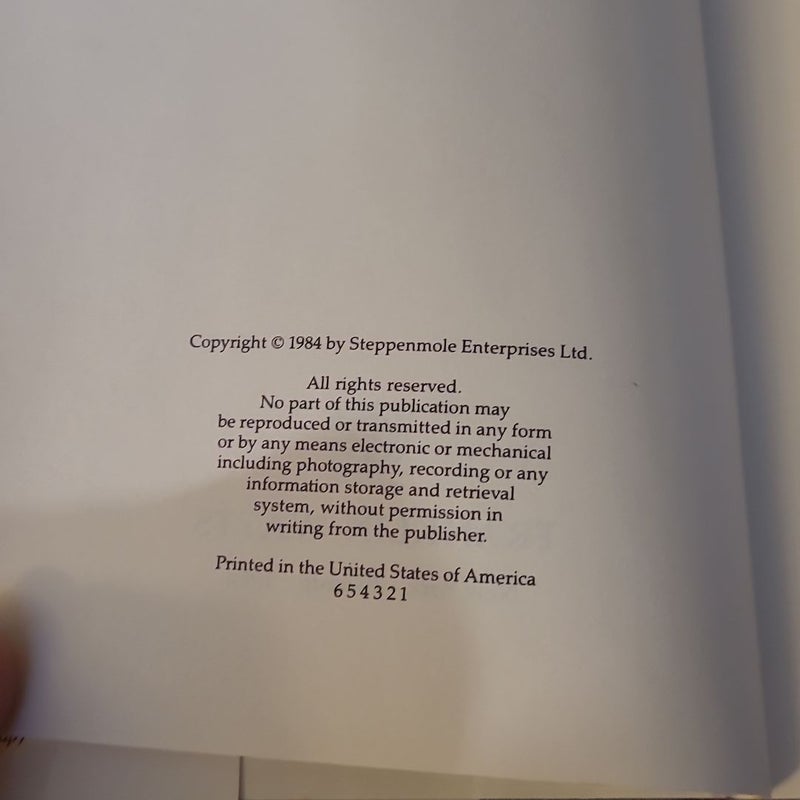 Copyright © 1984 by Steppenmole Enterprises Ltd.
All rights reserved.
No part of this publication may
be reproduced or transmitted in any form
or by any means electronic or mechanical
including photography, recording or any
information storage and retrieval
system, without permission in
writing from the publisher.
Printed in the United States of America
6 5 4 3 2 1